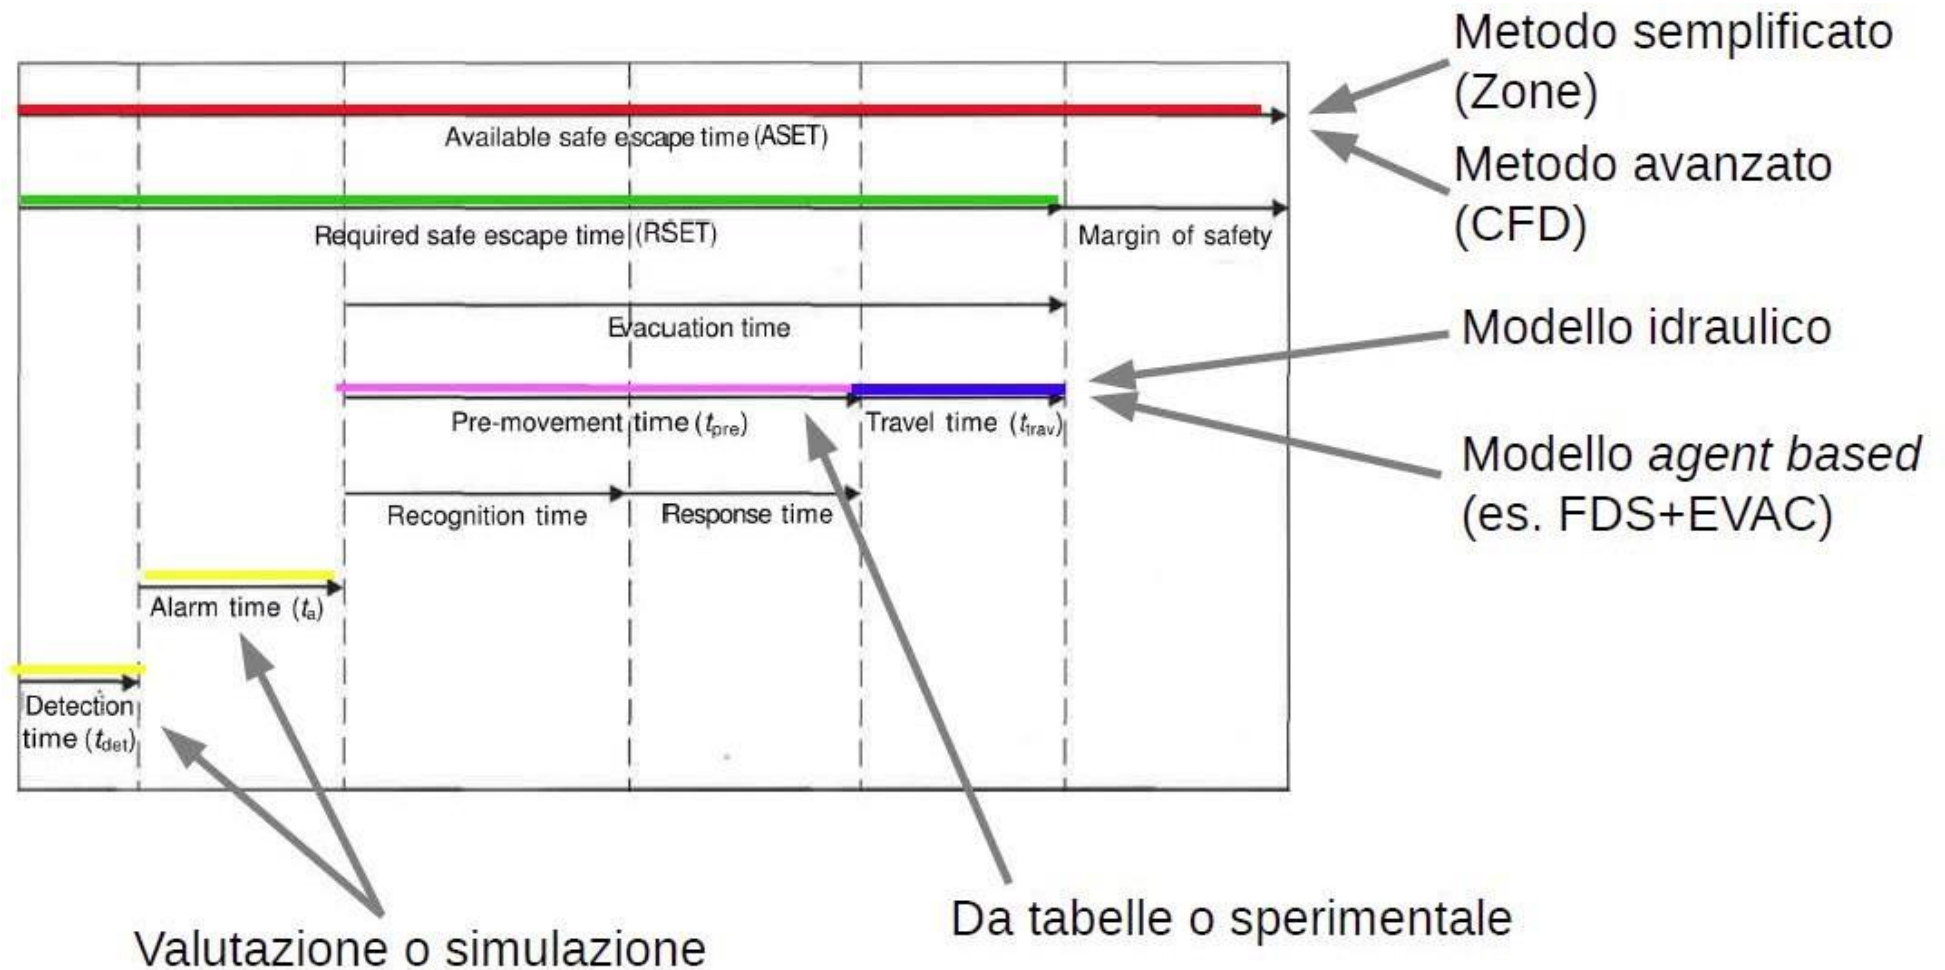 Metodo semplificato
(Zone)
Available safe escape time (ASET)
Metodo avanzato
(CFD)
Required safe escape time (RSET)
Margin of safety
Evacuation time
Modello idraulico
Pre-movement time (tpre)
Travel time (ttrav)
Modello agent based
(es. FDS+EVAC)
Recognition time
Response time
Alarm time (ta)
Detection
time (tdet)
Da tabelle o sperimentale
Valutazione o simulazione